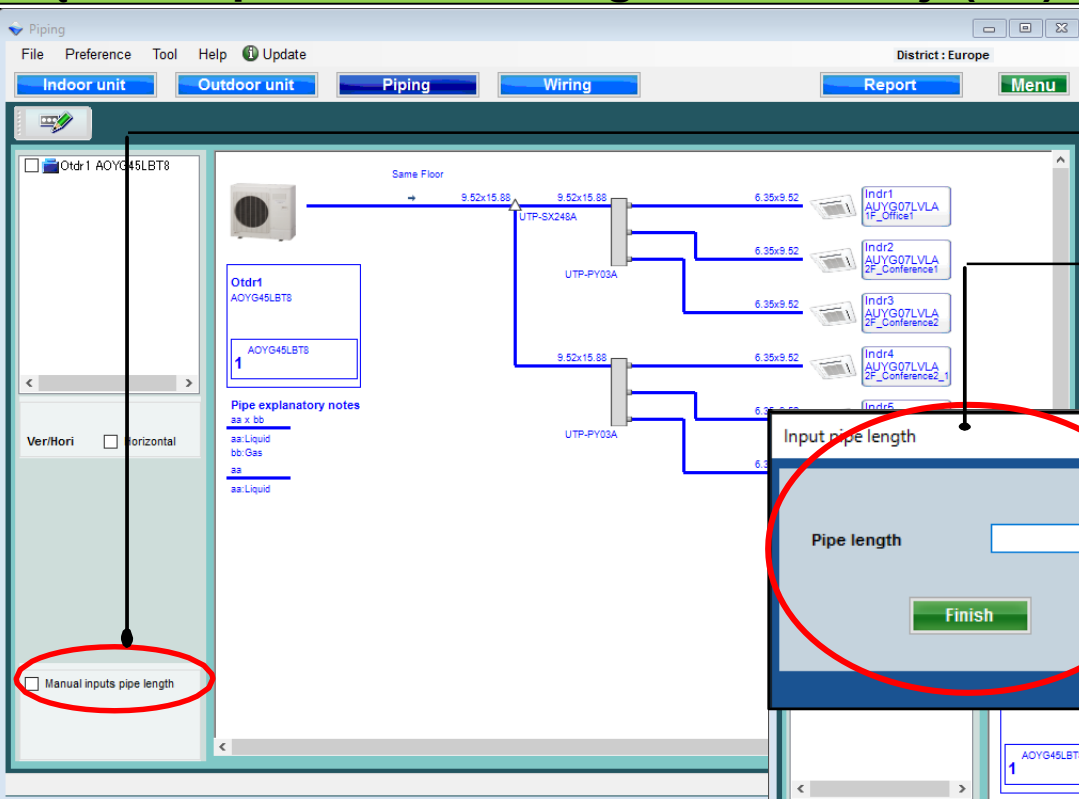 Piping
File Preference Tool Help Update
District : Europe
Indoor unit Outdoor unit Piping Wiring Report Menu
Otdr1 AOYG45LBT8
Same Floor
9.52x15.88 9.52x15.88 6.35x9.52
UTP-SX248A
Indr1
AUYG07LVLA
1F_Office1
6.35x9.52
Indr2
AUYG07LVLA
2F_Conference1
UTP-PY03A
Otdr1
AOYG45LBT8
6.35x9.52
Indr3
AUYG07LVLA
2F_Conference2
AOYG45LBT8
1
9.52x15.88 6.35x9.52
Indr4
AUYG07LVLA
2F_Conference2_1
Pipe explanatory notes
aa x bb
aa:Liquid
bb:Gas
aa
aa:Liquid
UTP-PY03A
Indr5
Ver/Hori Horizontal
Input pipe length
Pipe length
Finish
Manual inputs pipe length
AOYG45LBT
1